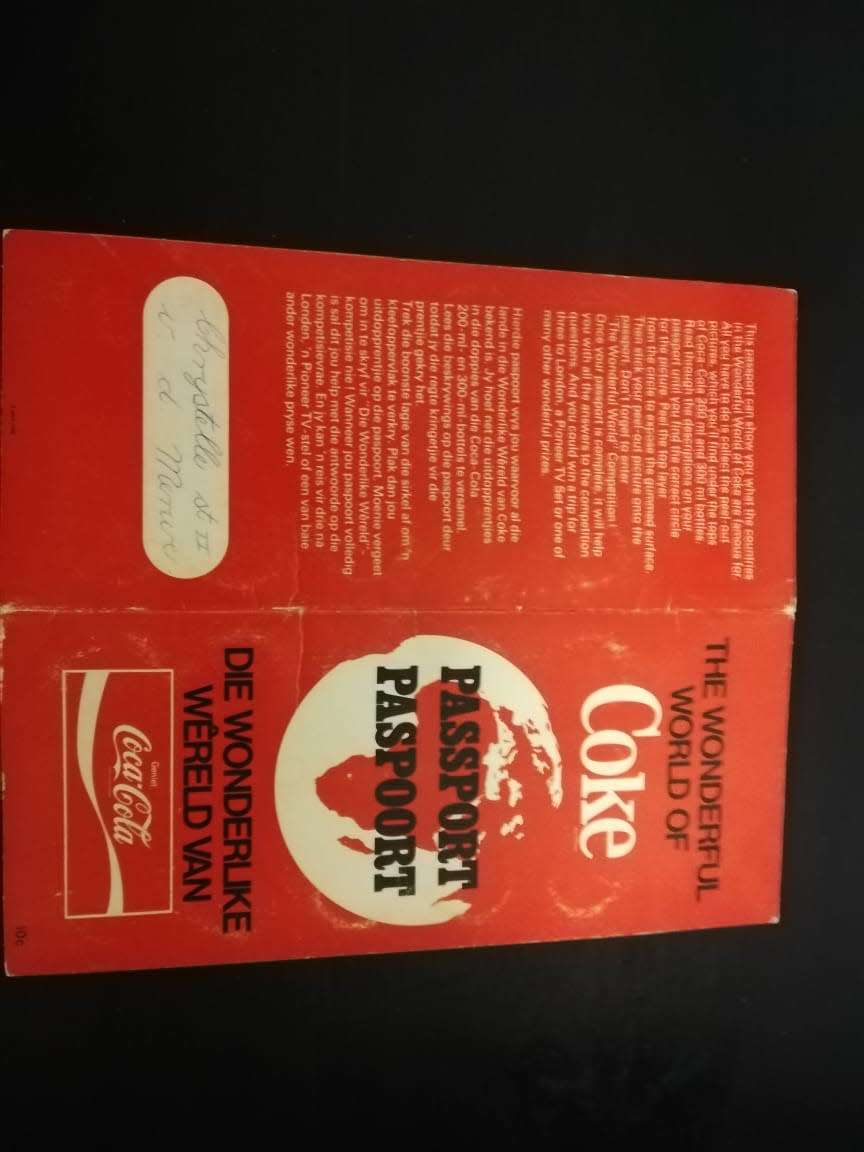 This passport can show you what the countries
in the Wonderful World of Coke are famous for.
All you have to do is collect the peel-out
pictures – which you'll find under the tops
of Coca-Cola 200 ml and 300 ml bottles.
Read through the descriptions on your
passport until you find the correct circle
for the picture. Peel the top layer
from the circle to expose the gummed surface.
Then stick your peel-out picture onto the
passport. Don't forget to enter
"The Wonderful World" Competition!
Once your passport is complete, it will help
you with all the answers to the competition
questions. And you could win a trip for
three to London, a Pioneer TV Set or one of
many other wonderful prizes.
Hierdie paspoort wys jou waarvoor al die
lande in die Wonderlike Wêreld van Coke
bekend is. Jy hoef net die uitdopprentjies
in die doppies van die Coca-Cola
200-ml- en 300-ml-bottels te versamel.
Lees die beskrywings op die paspoort deur
totdat jy die regte kringetjie vir die
prentjie gekry het.
Trek die boonste lagie van die sirkel af om 'n
kleefoppervlak te verkry. Plak dan jou
uitdopprentjie op die paspoort. Moenie vergeet
om in te skryf vir "Die Wonderlike Wêreld"-
kompetisie nie! Wanneer jou paspoort volledig
is sal dit jou help met die antwoorde op die
kompetisievrae. En jy kan 'n reis vir drie na
Londen, 'n Pioneer TV-stel of een van baie
ander wonderlike pryse wen.
Chrystelle st II
v. d Merwe
THE WONDERFUL
WORLD OF
Coke
PASSPORT
PASPOORT
DIE WONDERLIKE
WÊRELD VAN
Geniet
Coca-Cola
10c